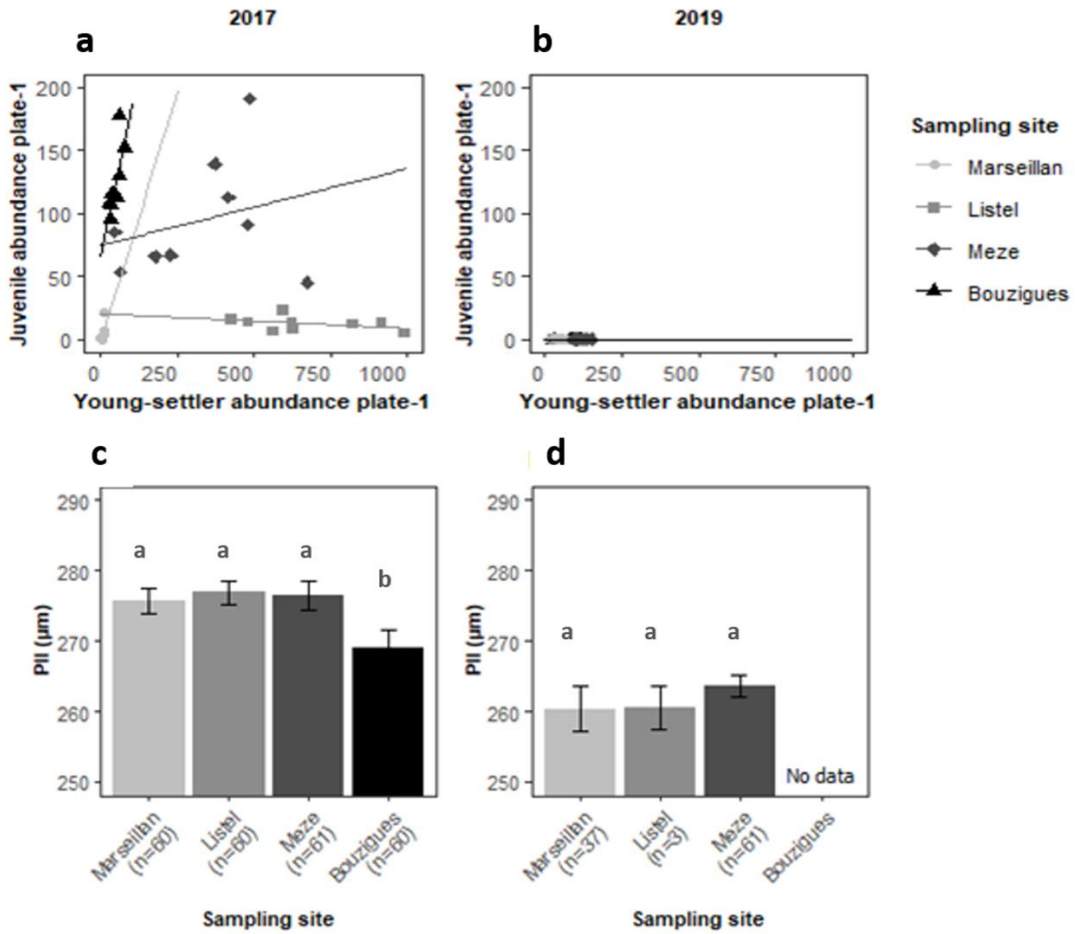 2017
2019
a
b
Juvenile abundance plate-1
200
150
100
50
0
0 250 500 750 1000
Young-settler abundance plate-1
Juvenile abundance plate-1
200
150
100
50
0
0 250 500 750 1000
Young-settler abundance plate-1
Sampling site
Marseillan
Listel
Meze
Bouzigues
c
d
PII (µm)
290
280
270
260
250
a a a b
Marseillan
(n=60)
Listel
(n=60)
Meze
(n=61)
Bouzigues
(n=60)
Sampling site
PII (µm)
290
280
270
260
250
a a a
No data
Marseillan
(n=37)
Listel
(n=3)
Meze
(n=61)
Bouzigues
Sampling site